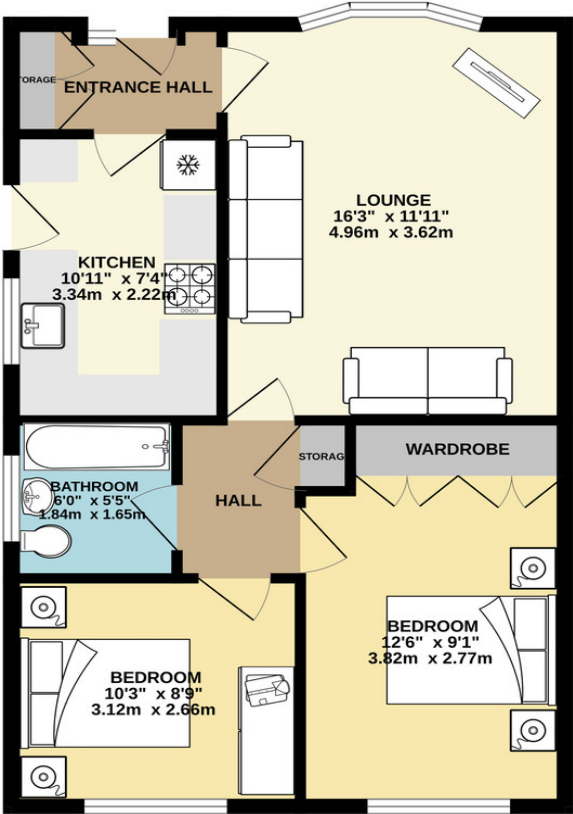 TORAGE
ENTRANCE HALL
LOUNGE
16'3" x 11'11"
4.96m x 3.62m
KITCHEN
10'11" x 7'4"
3.34m x 2.22m
STORAG
WARDROBE
BATHROOM
6'0" x 5'5"
1.84m x 1.65m
HALL
BEDROOM
12'6" x 9'1"
3.82m x 2.77m
BEDROOM
10'3" x 8'9"
3.12m x 2.66m